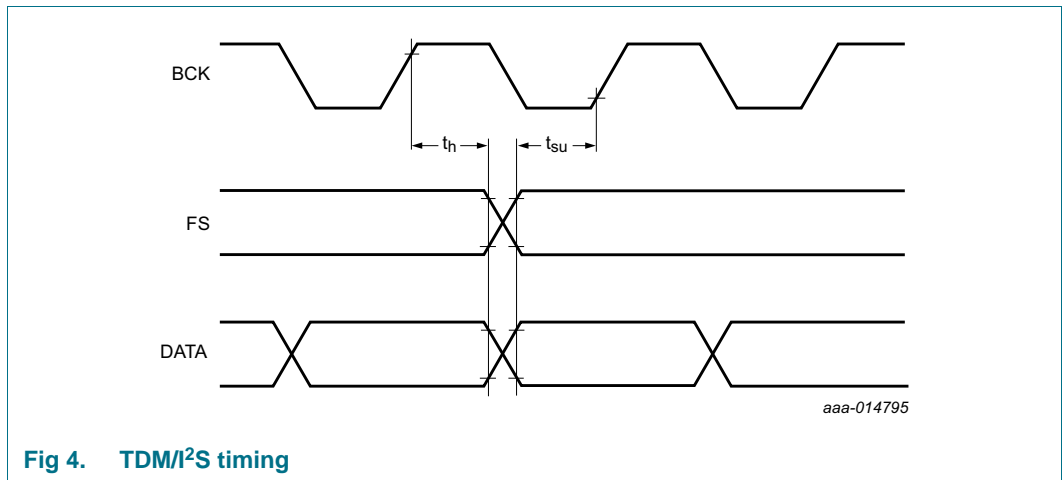 BCK
th tsu
FS
DATA
aaa-014795
Fig 4. TDM/I²S timing